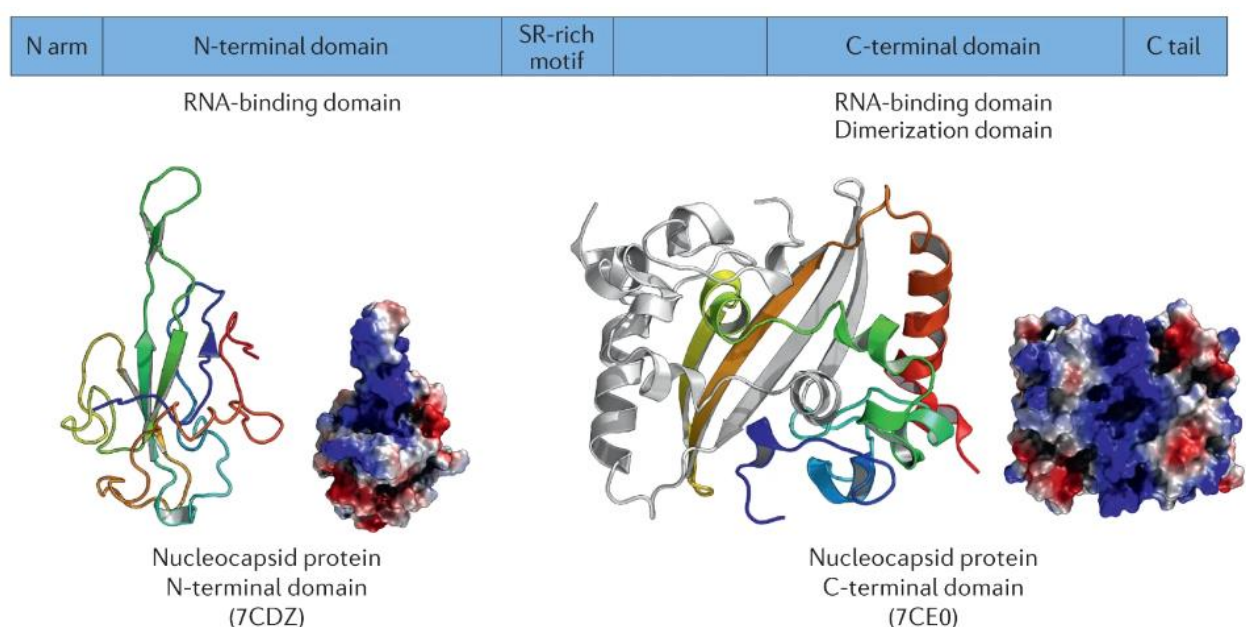 N arm
N-terminal domain
SR-rich
motif
C-terminal domain
C tail
RNA-binding domain
RNA-binding domain
Dimerization domain
Nucleocapsid protein
N-terminal domain
(7CDZ)
Nucleocapsid protein
C-terminal domain
(7CE0)